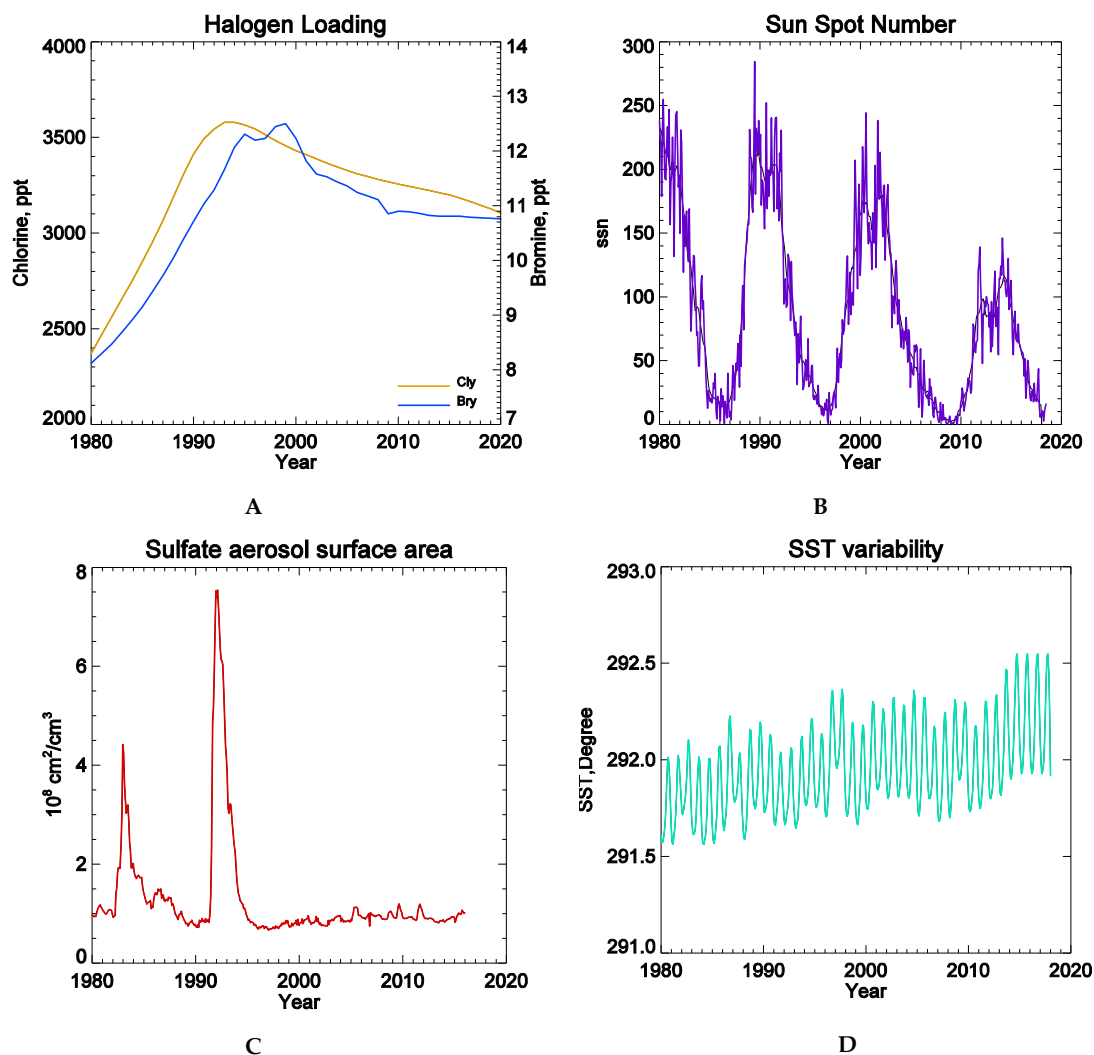 Halogen Loading
4000
3500
3000
2500
2000
Chlorine, ppt
14
13
12
11
10
9
8
7
Bromine, ppt
Cly
Bry
1980 1990 2000 2010 2020
Year
A
Sun Spot Number
300
250
200
150
100
50
0
ssn
1980 1990 2000 2010 2020
Year
B
Sulfate aerosol surface area
8
6
4
2
0
10⁸ cm²/cm³
1980 1990 2000 2010 2020
Year
C
SST variability
293.0
292.5
292.0
291.5
291.0
SST,Degree
1980 1990 2000 2010 2020
Year
D